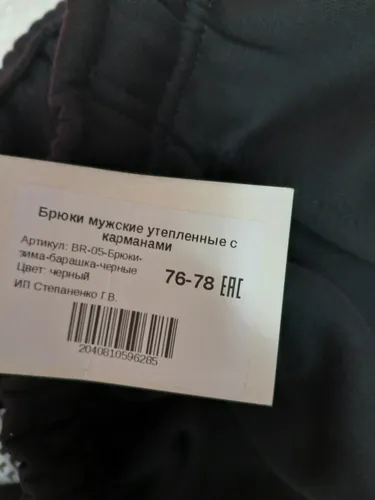 Брюки мужские утепленные с
карманами
Артикул: BR-05-Брюки-
зима-барашка-черные
Цвет: черный
76-78 EAC
ИП Степаненко Г.В.
2040810596285